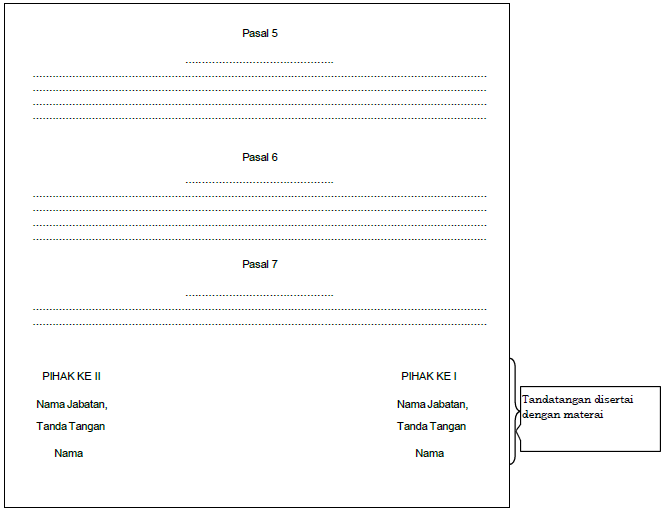 Pasal 5
.............................................
..........................................................................................................................................
..........................................................................................................................................
..........................................................................................................................................
..........................................................................................................................................
Pasal 6
.............................................
..........................................................................................................................................
..........................................................................................................................................
..........................................................................................................................................
..........................................................................................................................................
Pasal 7
.............................................
..........................................................................................................................................
..........................................................................................................................................
PIHAK KE II PIHAK KE I
Nama Jabatan, Nama Jabatan,
Tanda Tangan Tanda Tangan
Nama Nama
Tandatangan disertai
dengan materai